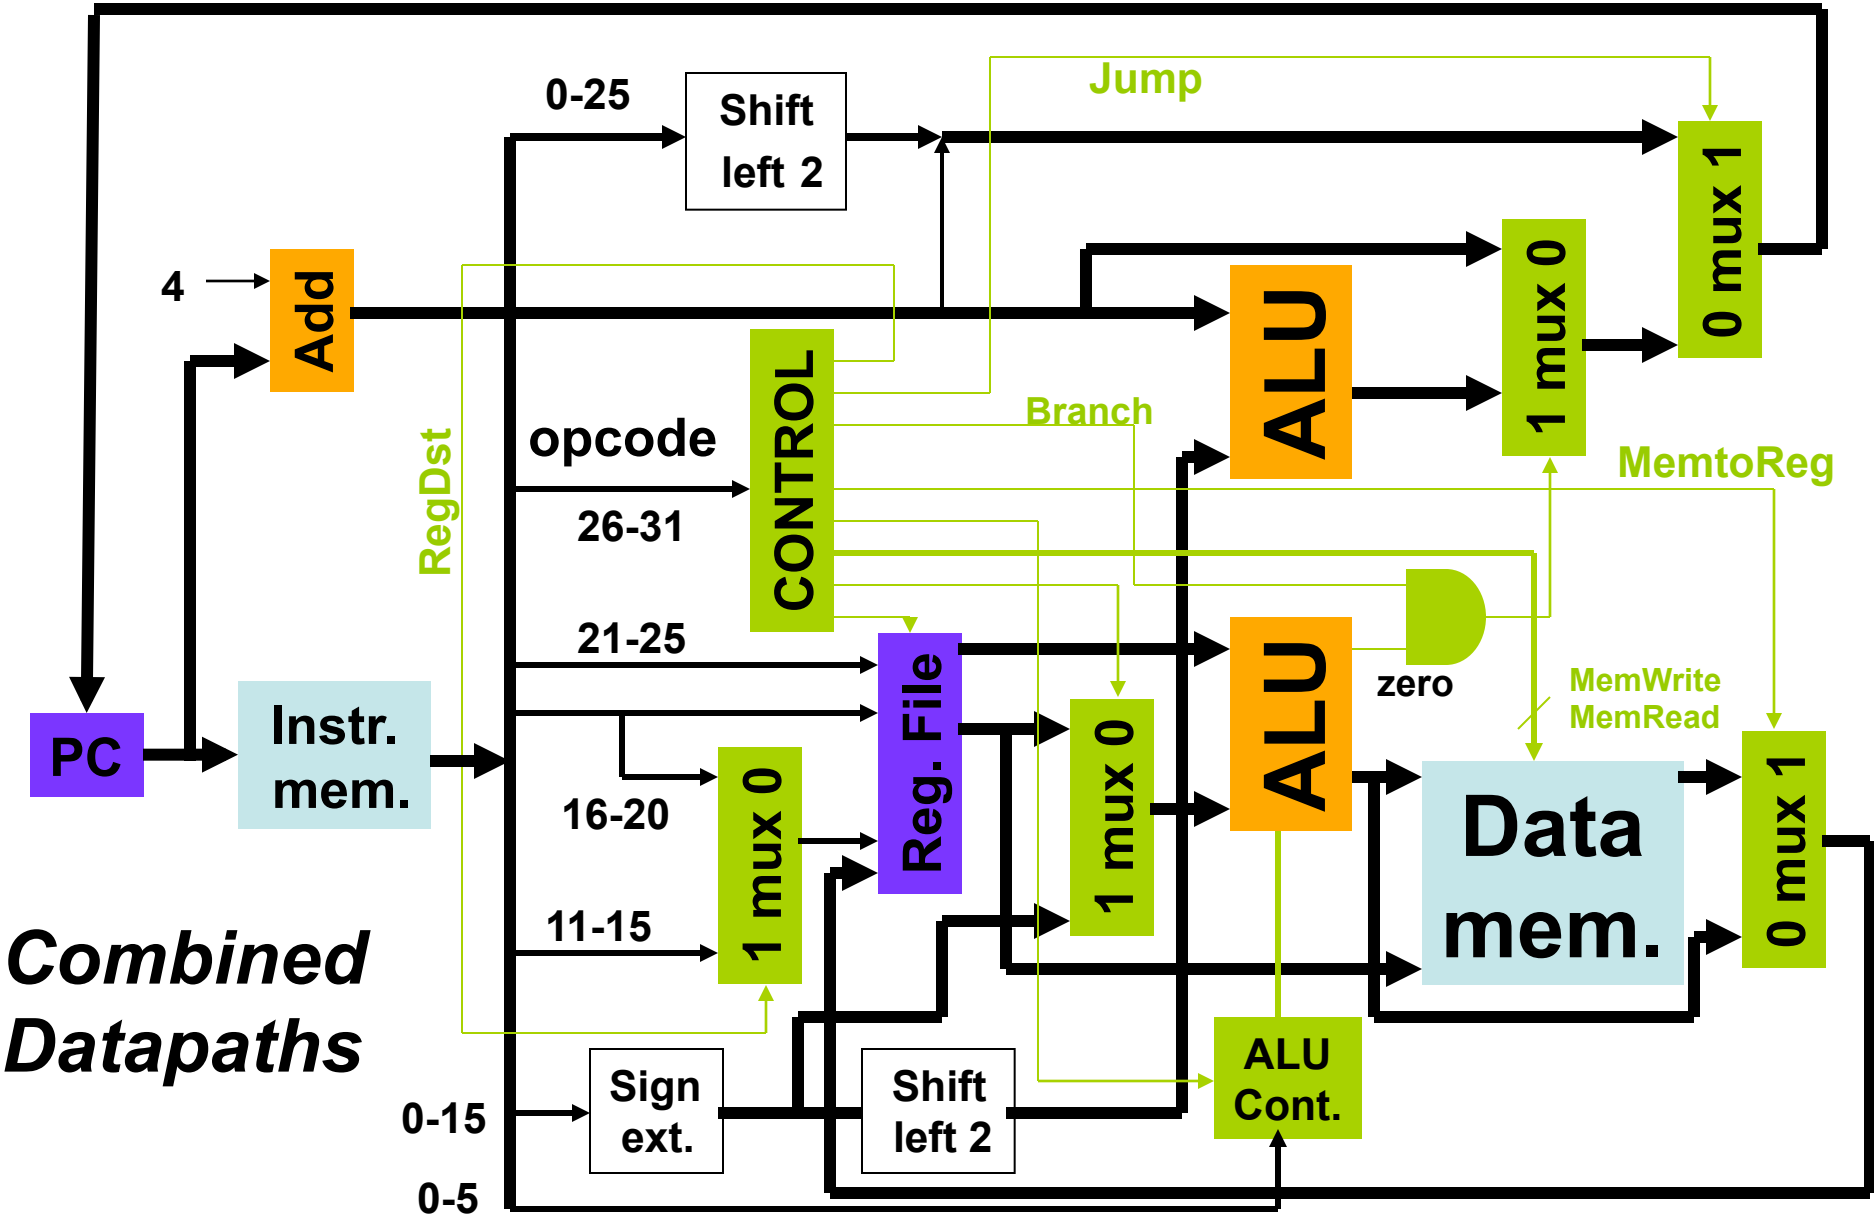 Jump
0-25
Shift
left 2
0 mux 1
4
Add
ALU
1 mux 0
opcode
CONTROL
Branch
MemtoReg
RegDst
26-31
21-25
zero
MemWrite
MemRead
PC
Instr.
mem.
Reg. File
ALU
1 mux 0
1 mux 0
16-20
11-15
Data
mem.
0 mux 1
Combined
Datapaths
Sign
ext.
Shift
left 2
ALU
Cont.
0-15
0-5